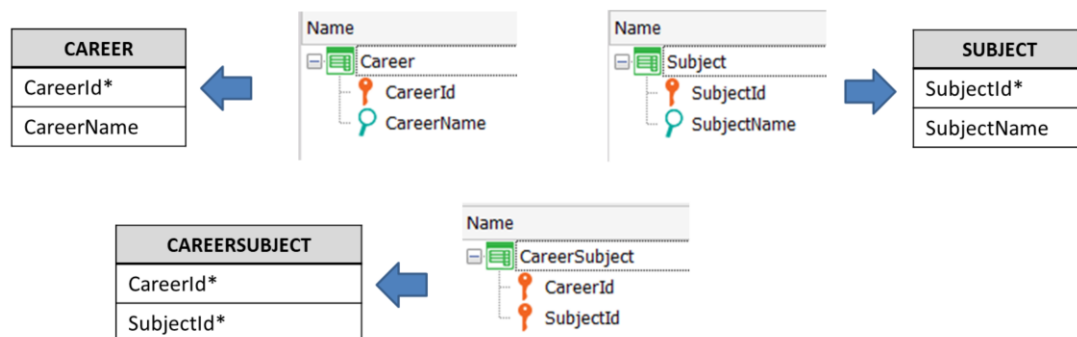 CAREER
CareerId*
CareerName
Name
Career
CareerId
CareerName
Name
Subject
SubjectId
SubjectName
SUBJECT
SubjectId*
SubjectName
CAREERSUBJECT
CareerId*
SubjectId*
Name
CareerSubject
CareerId
SubjectId